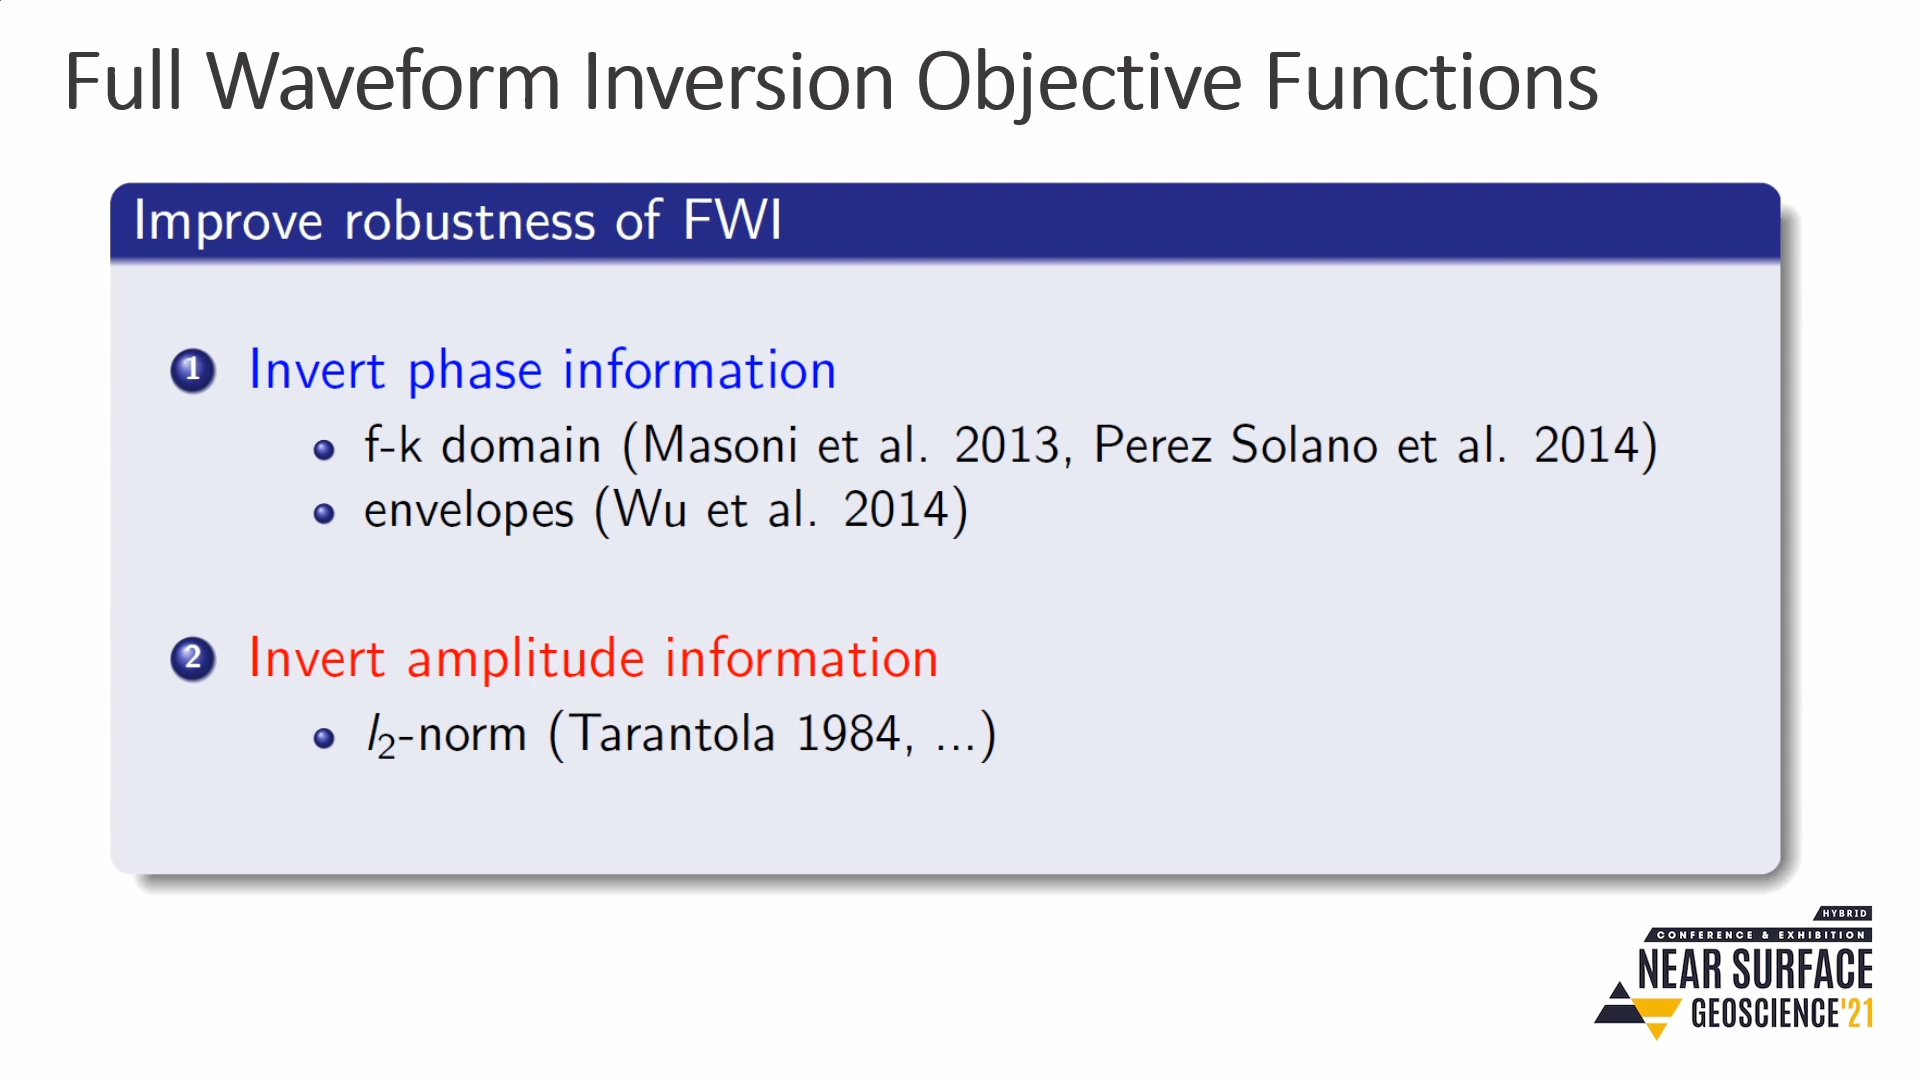 Full Waveform Inversion Objective Functions
Improve robustness of FWI
1 Invert phase information
f-k domain (Masoni et al. 2013, Perez Solano et al. 2014)
envelopes (Wu et al. 2014)
2 Invert amplitude information
l₂-norm (Tarantola 1984, ...)
HYBRID
CONFERENCE & EXHIBITION
NEAR SURFACE
GEOSCIENCE'21